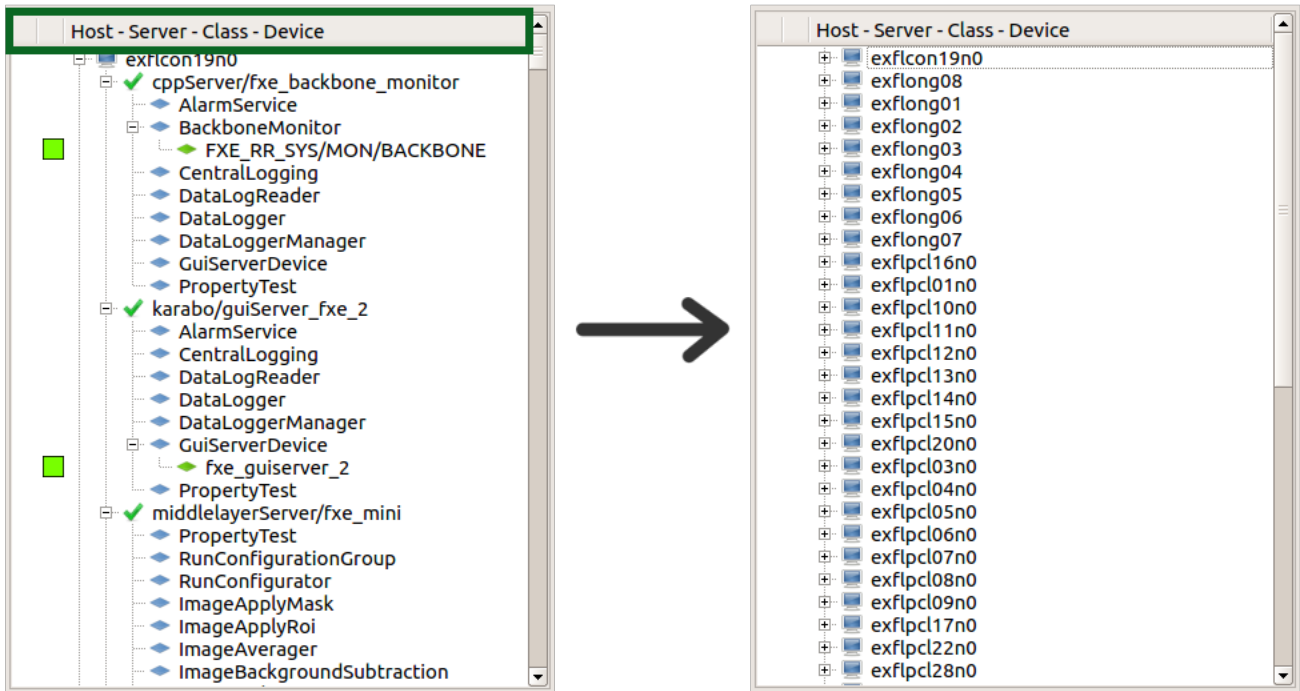 Host - Server - Class - Device
exflcon19n0
cppServer/fxe_backbone_monitor
AlarmService
BackboneMonitor
FXE_RR_SYS/MON/BACKBONE
CentralLogging
DataLogReader
DataLogger
DataLoggerManager
GuiServerDevice
PropertyTest
karabo/guiServer_fxe_2
AlarmService
CentralLogging
DataLogReader
DataLogger
DataLoggerManager
GuiServerDevice
fxe_guiserver_2
PropertyTest
middlelayerServer/fxe_mini
PropertyTest
RunConfigurationGroup
RunConfigurator
ImageApplyMask
ImageApplyRoi
ImageAverager
ImageBackgroundSubtraction
Host - Server - Class - Device
exflcon19n0
exflong08
exflong01
exflong02
exflong03
exflong04
exflong05
exflong06
exflong07
exflpcl16n0
exflpcl01n0
exflpcl10n0
exflpcl11n0
exflpcl12n0
exflpcl13n0
exflpcl14n0
exflpcl15n0
exflpcl20n0
exflpcl03n0
exflpcl04n0
exflpcl05n0
exflpcl06n0
exflpcl07n0
exflpcl08n0
exflpcl09n0
exflpcl17n0
exflpcl22n0
exflpcl28n0